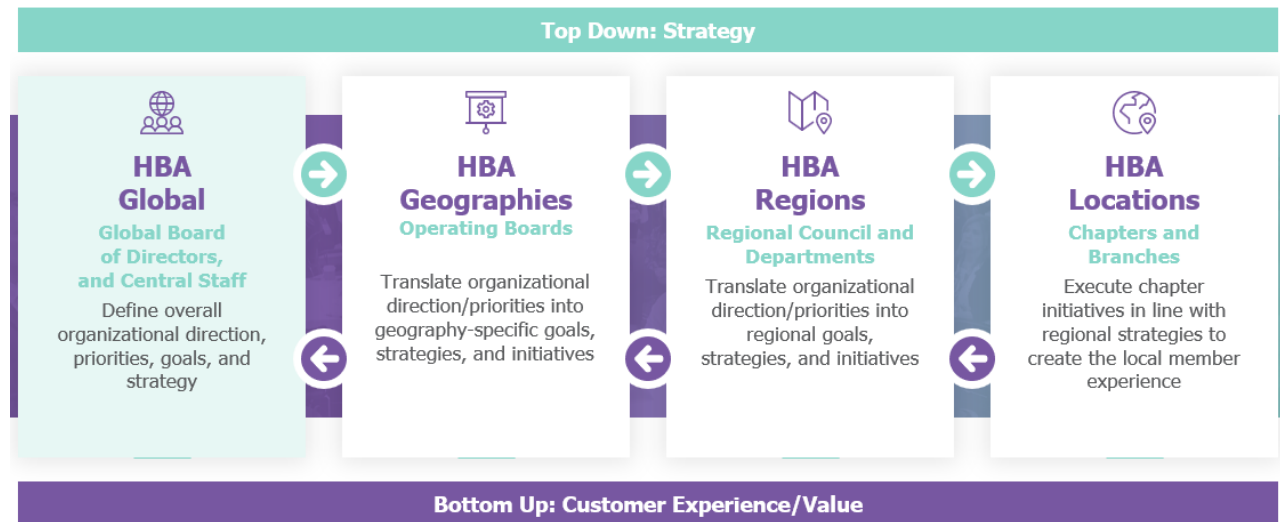 Top Down: Strategy
HBA
Global
Global Board
of Directors,
and Central Staff
Define overall
organizational direction,
priorities, goals, and
strategy
HBA
Geographies
Operating Boards
Translate organizational
direction/priorities into
geography-specific goals,
strategies, and initiatives
HBA
Regions
Regional Council and
Departments
Translate organizational
direction/priorities into
regional goals,
strategies, and initiatives
HBA
Locations
Chapters and
Branches
Execute chapter
initiatives in line with
regional strategies to
create the local member
experience
Bottom Up: Customer Experience/Value